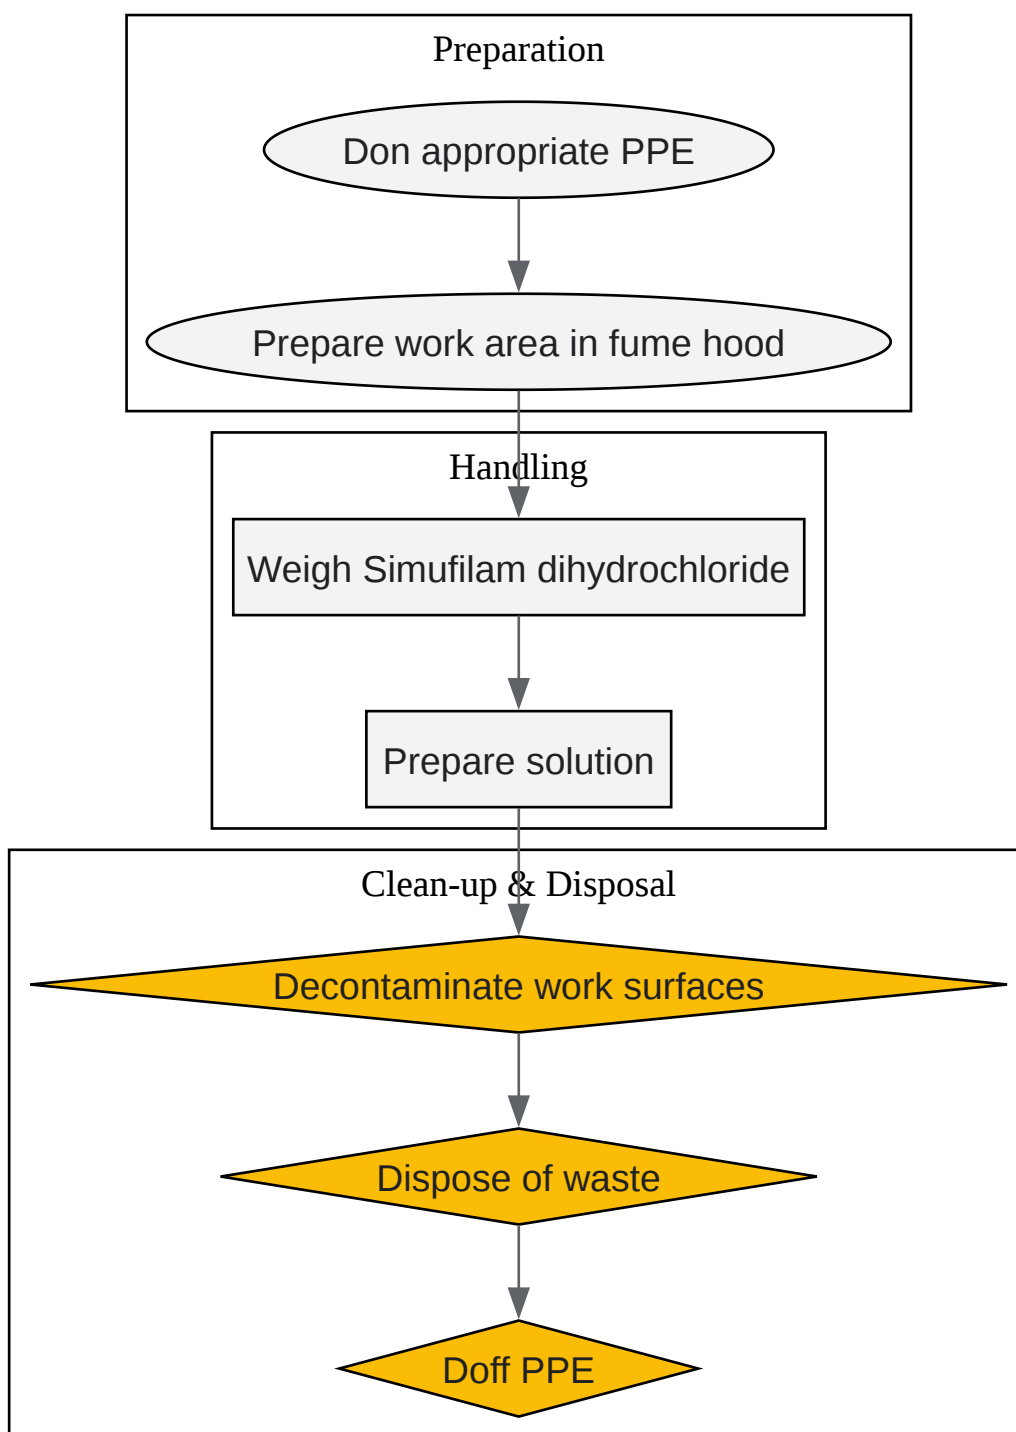 Preparation
Don appropriate PPE
Prepare work area in fume hood
Handling
Weigh Simufilam dihydrochloride
Prepare solution
Clean-up & Disposal
Decontaminate work surfaces
Dispose of waste
Doff PPE